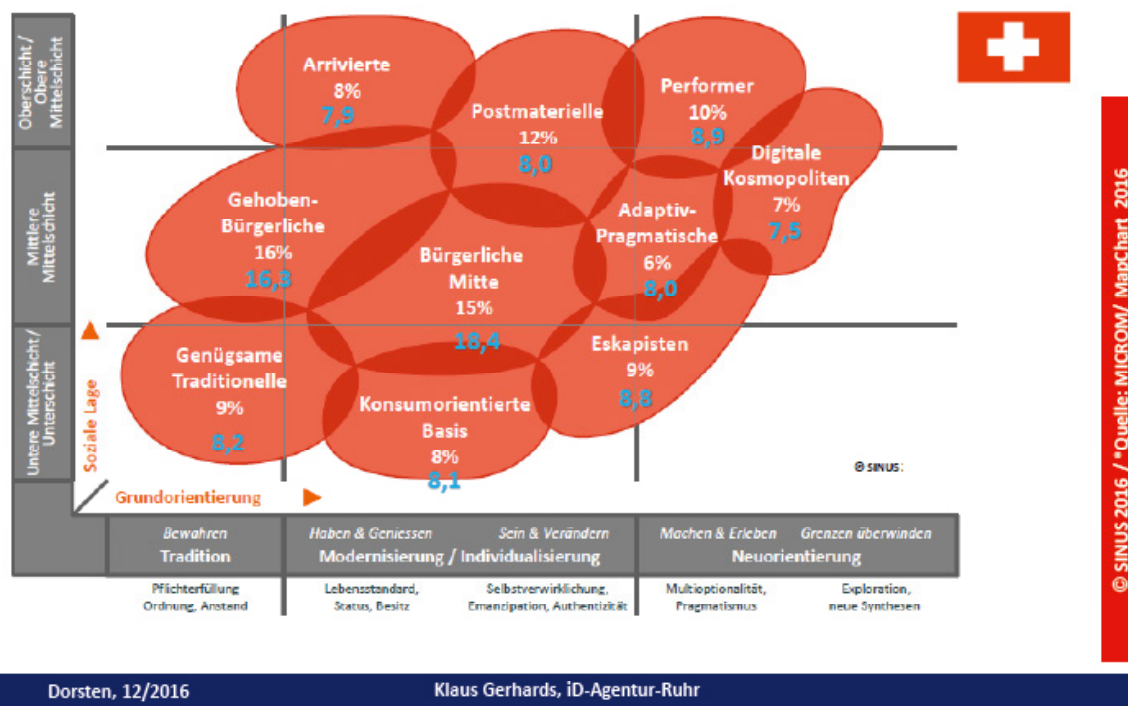 Oberschicht /
Obere
Mittelschicht
Mittlere
Mittelschicht
Untere Mittelschicht /
Unterschicht
Soziale Lage
Arrivierte
8%
7,9
Postmaterielle
12%
8,0
Performer
10%
8,9
Digitale
Kosmopoliten
7%
7,5
Gehoben-
Bürgerliche
16%
16,3
Bürgerliche
Mitte
15%
18,4
Adaptiv-
Pragmatische
6%
8,0
Genügsame
Traditionelle
9%
8,2
Konsumorientierte
Basis
8%
8,1
Eskapisten
9%
8,8
© SINUS:
Grundorientierung
Bewahren
Tradition
Haben & Geniessen
Sein & Verändern
Modernisierung / Individualisierung
Machen & Erleben
Grenzen überwinden
Neuorientierung
Pflichterfüllung
Ordnung, Anstand
Lebensstandard,
Status, Besitz
Selbstverwirklichung,
Emanzipation, Authentizität
Multioptionalität,
Pragmatismus
Exploration,
neue Synthesen
© SINUS 2016 / *Quelle: MICROM/ MapChart 2016
Dorsten, 12/2016
Klaus Gerhards, iD-Agentur-Ruhr